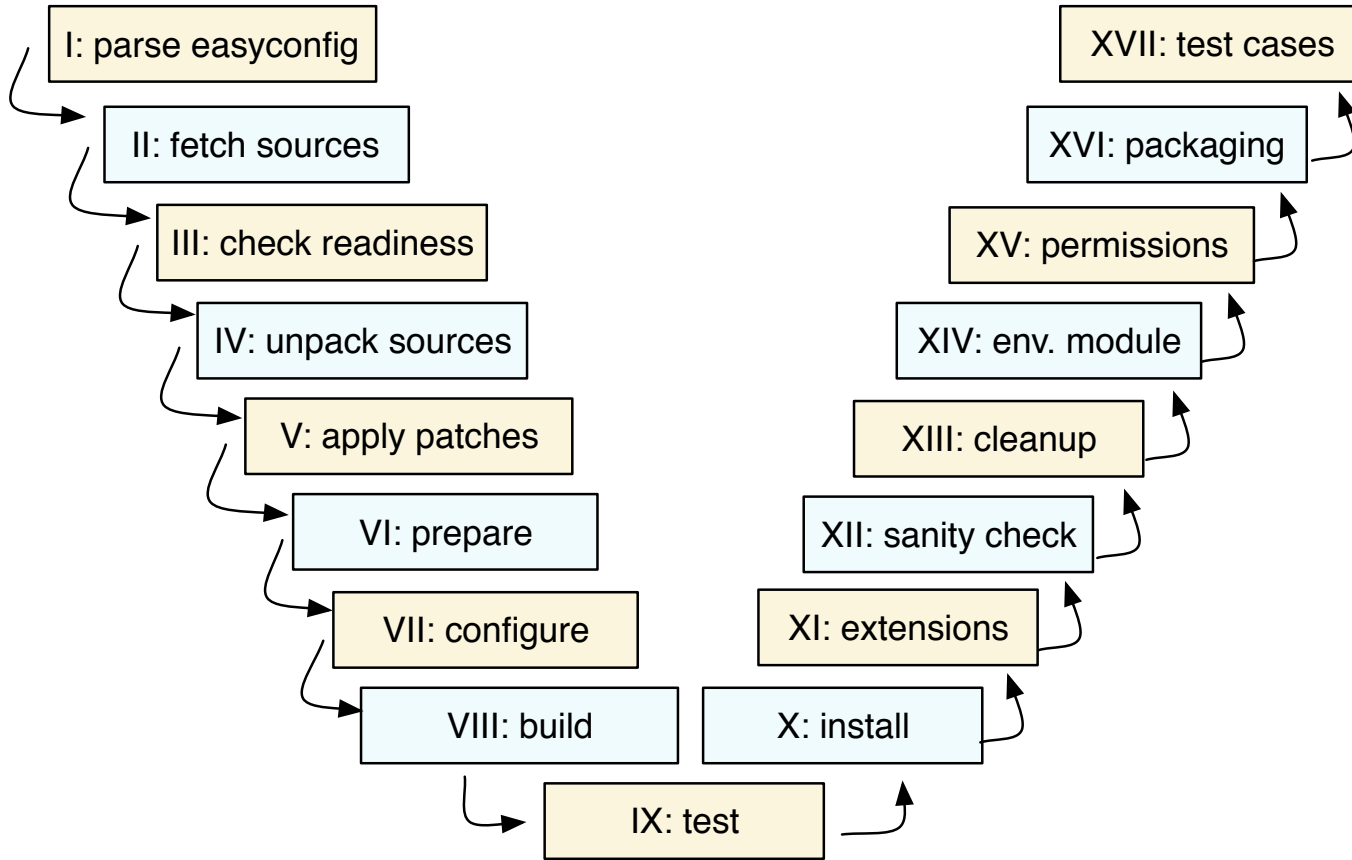 I: parse easyconfig
II: fetch sources
III: check readiness
IV: unpack sources
V: apply patches
VI: prepare
VII: configure
VIII: build
IX: test
X: install
XI: extensions
XII: sanity check
XIII: cleanup
XIV: env. module
XV: permissions
XVI: packaging
XVII: test cases